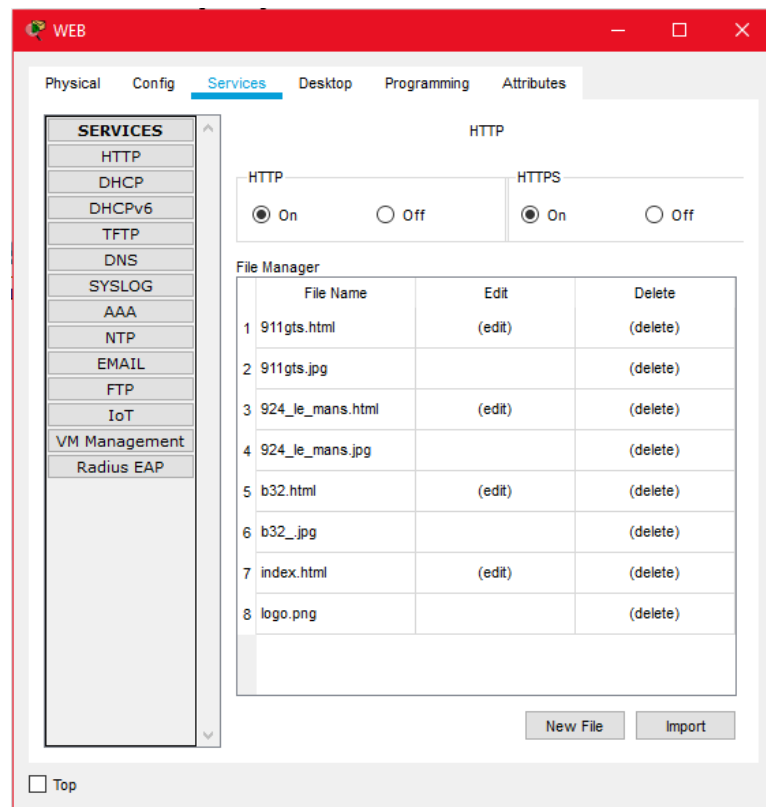 WEB
Physical Config Services Desktop Programming Attributes
SERVICES
HTTP
DHCP
DHCPv6
TFTP
DNS
SYSLOG
AAA
NTP
EMAIL
FTP
IoT
VM Management
Radius EAP
HTTP
HTTP HTTPS
On Off On Off
File Manager
File Name Edit Delete
1 911gts.html (edit) (delete)
2 911gts.jpg (delete)
3 924_le_mans.html (edit) (delete)
4 924_le_mans.jpg (delete)
5 b32.html (edit) (delete)
6 b32_.jpg (delete)
7 index.html (edit) (delete)
8 logo.png (delete)
New File Import
Top